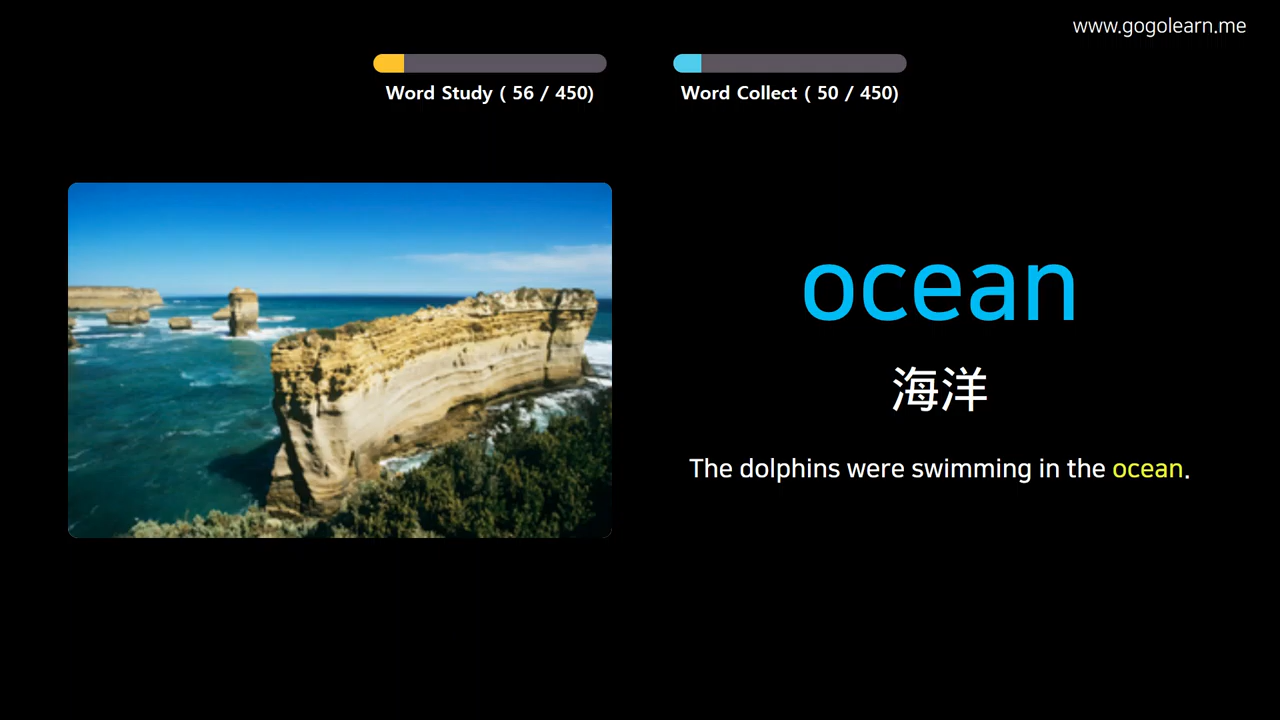 www.gogolearn.me
Word Study ( 56 / 450)
Word Collect ( 50 / 450)
ocean
海洋
The dolphins were swimming in the ocean.